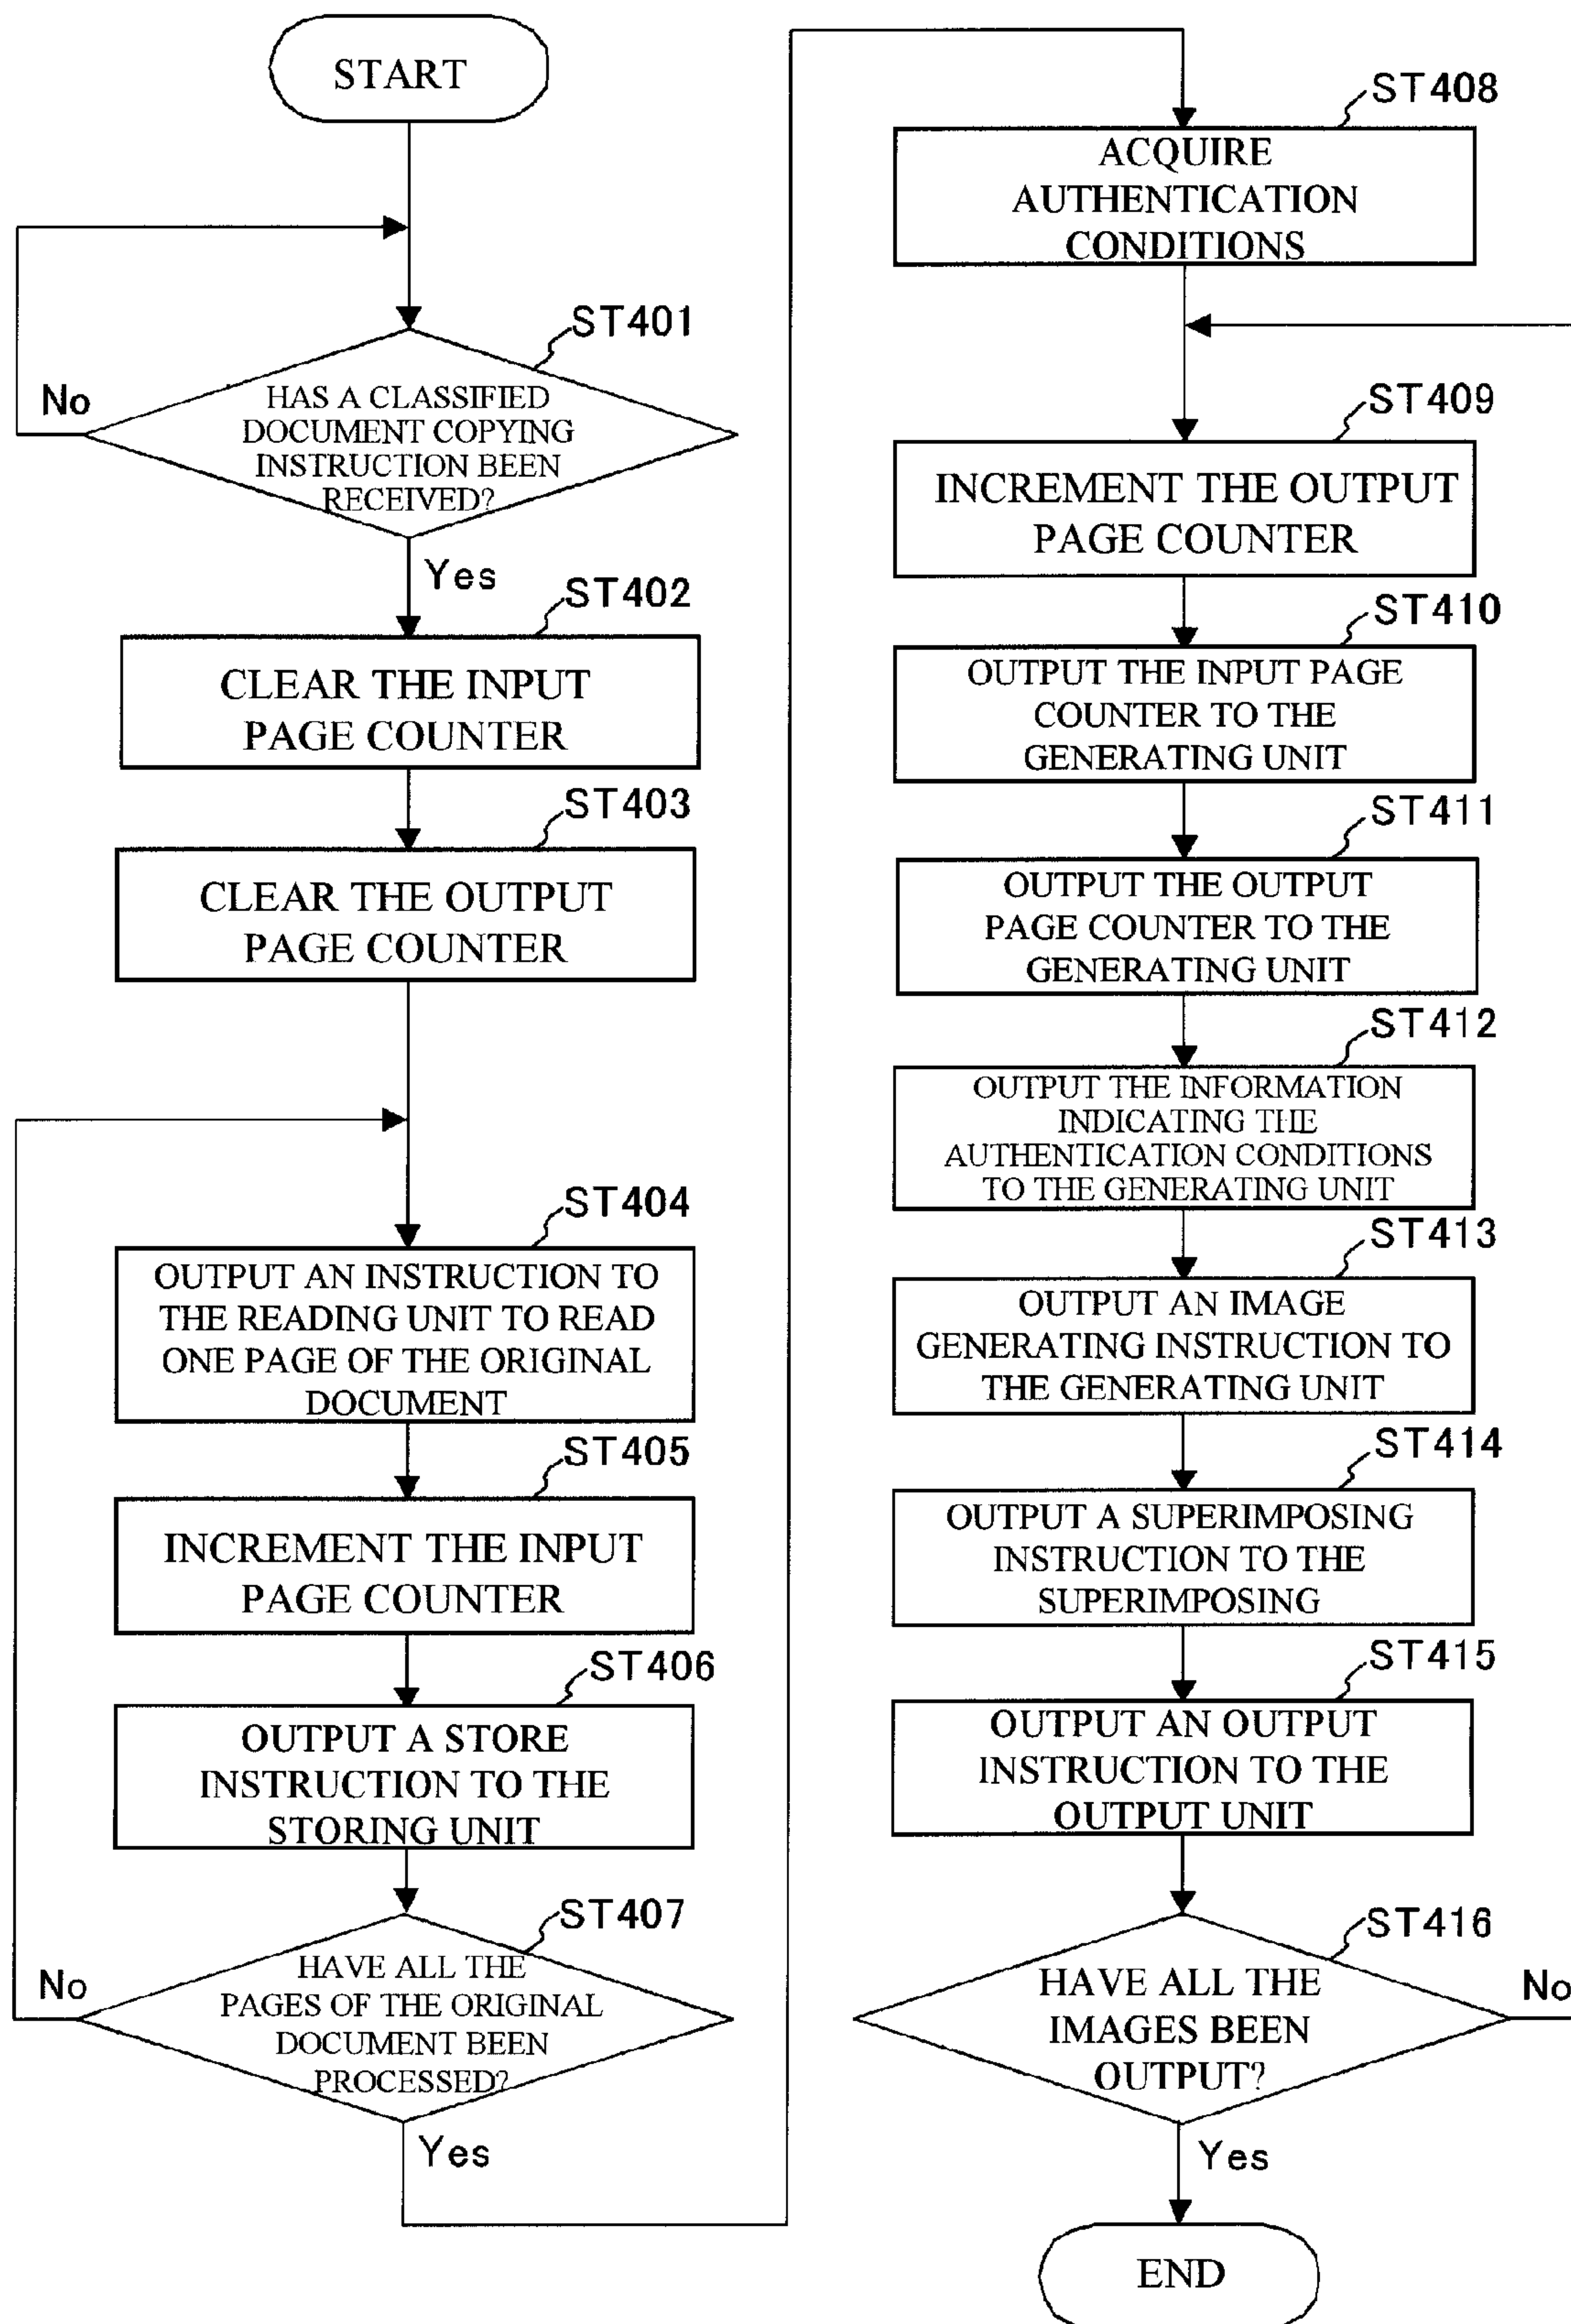 START
ST401
No
HAS A CLASSIFIED
DOCUMENT COPYING
INSTRUCTION BEEN
RECEIVED?
Yes
ST402
CLEAR THE INPUT
PAGE COUNTER
ST403
CLEAR THE OUTPUT
PAGE COUNTER
ST404
OUTPUT AN INSTRUCTION TO
THE READING UNIT TO READ
ONE PAGE OF THE ORIGINAL
DOCUMENT
ST405
INCREMENT THE INPUT
PAGE COUNTER
ST406
OUTPUT A STORE
INSTRUCTION TO THE
STORING UNIT
ST407
No
HAVE ALL THE
PAGES OF THE ORIGINAL
DOCUMENT BEEN
PROCESSED?
Yes
ST408
ACQUIRE
AUTHENTICATION
CONDITIONS
ST409
INCREMENT THE OUTPUT
PAGE COUNTER
ST410
OUTPUT THE INPUT PAGE
COUNTER TO THE
GENERATING UNIT
ST411
OUTPUT THE OUTPUT
PAGE COUNTER TO THE
GENERATING UNIT
ST412
OUTPUT THE INFORMATION
INDICATING THE
AUTHENTICATION CONDITIONS
TO THE GENERATING UNIT
ST413
OUTPUT AN IMAGE
GENERATING INSTRUCTION TO
THE GENERATING UNIT
ST414
OUTPUT A SUPERIMPOSING
INSTRUCTION TO THE
SUPERIMPOSING
ST415
OUTPUT AN OUTPUT
INSTRUCTION TO THE
OUTPUT UNIT
ST416
HAVE ALL THE
IMAGES BEEN
OUTPUT?
No
Yes
END